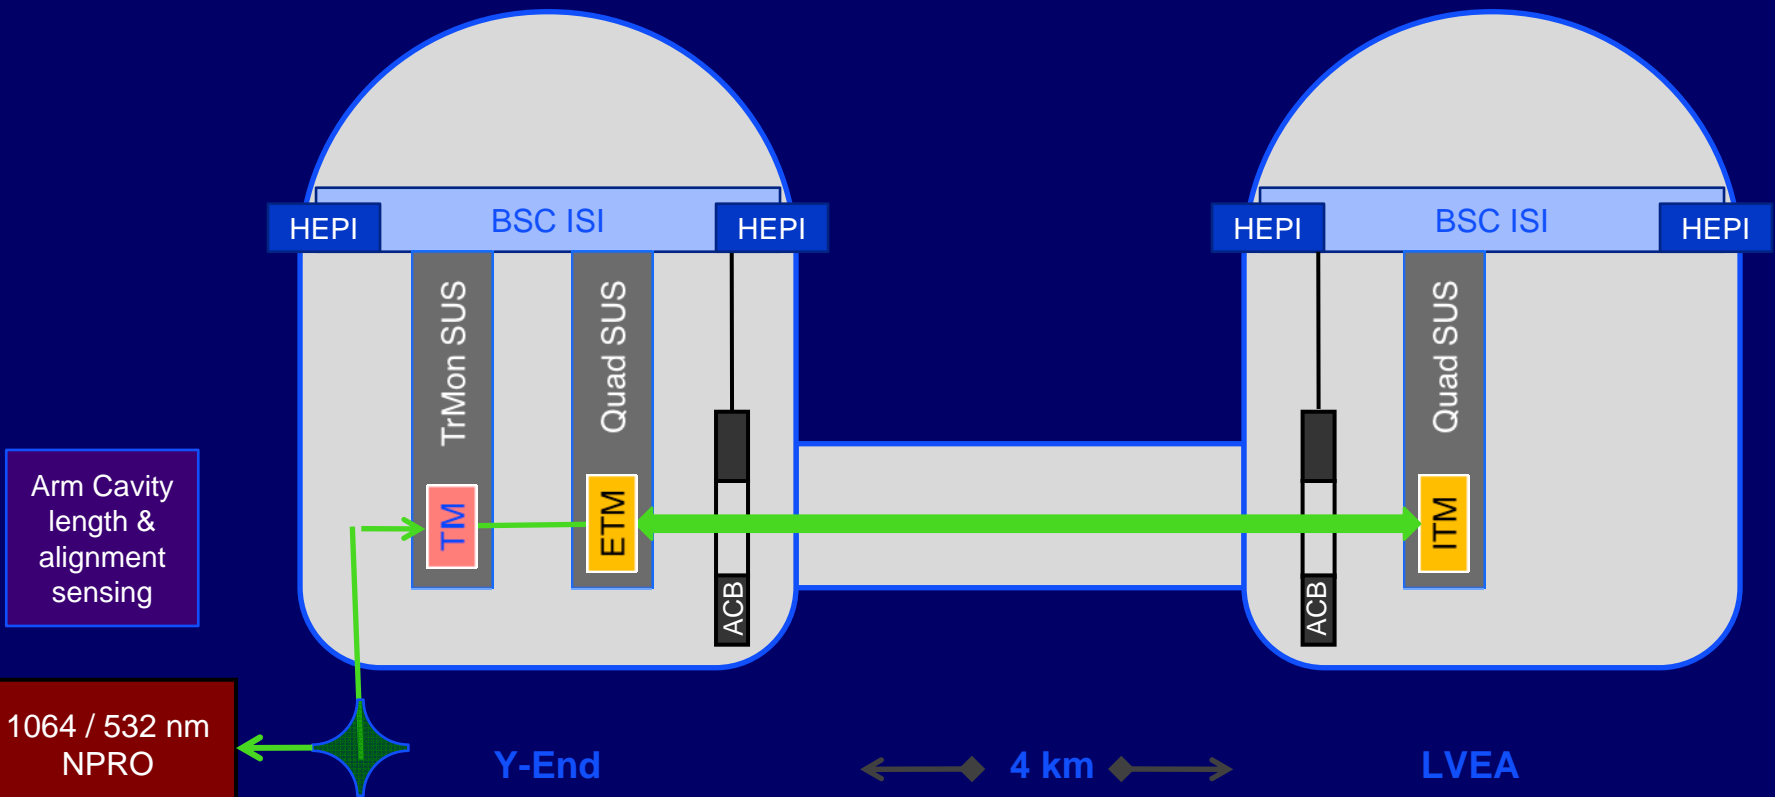 HEPI
BSC ISI
HEPI
HEPI
BSC ISI
HEPI
TrMon SUS
Quad SUS
Quad SUS
Arm Cavity
length &
alignment
sensing
TM
ETM
ITM
ACB
ACB
1064 / 532 nm
NPRO
Y-End
4 km
LVEA